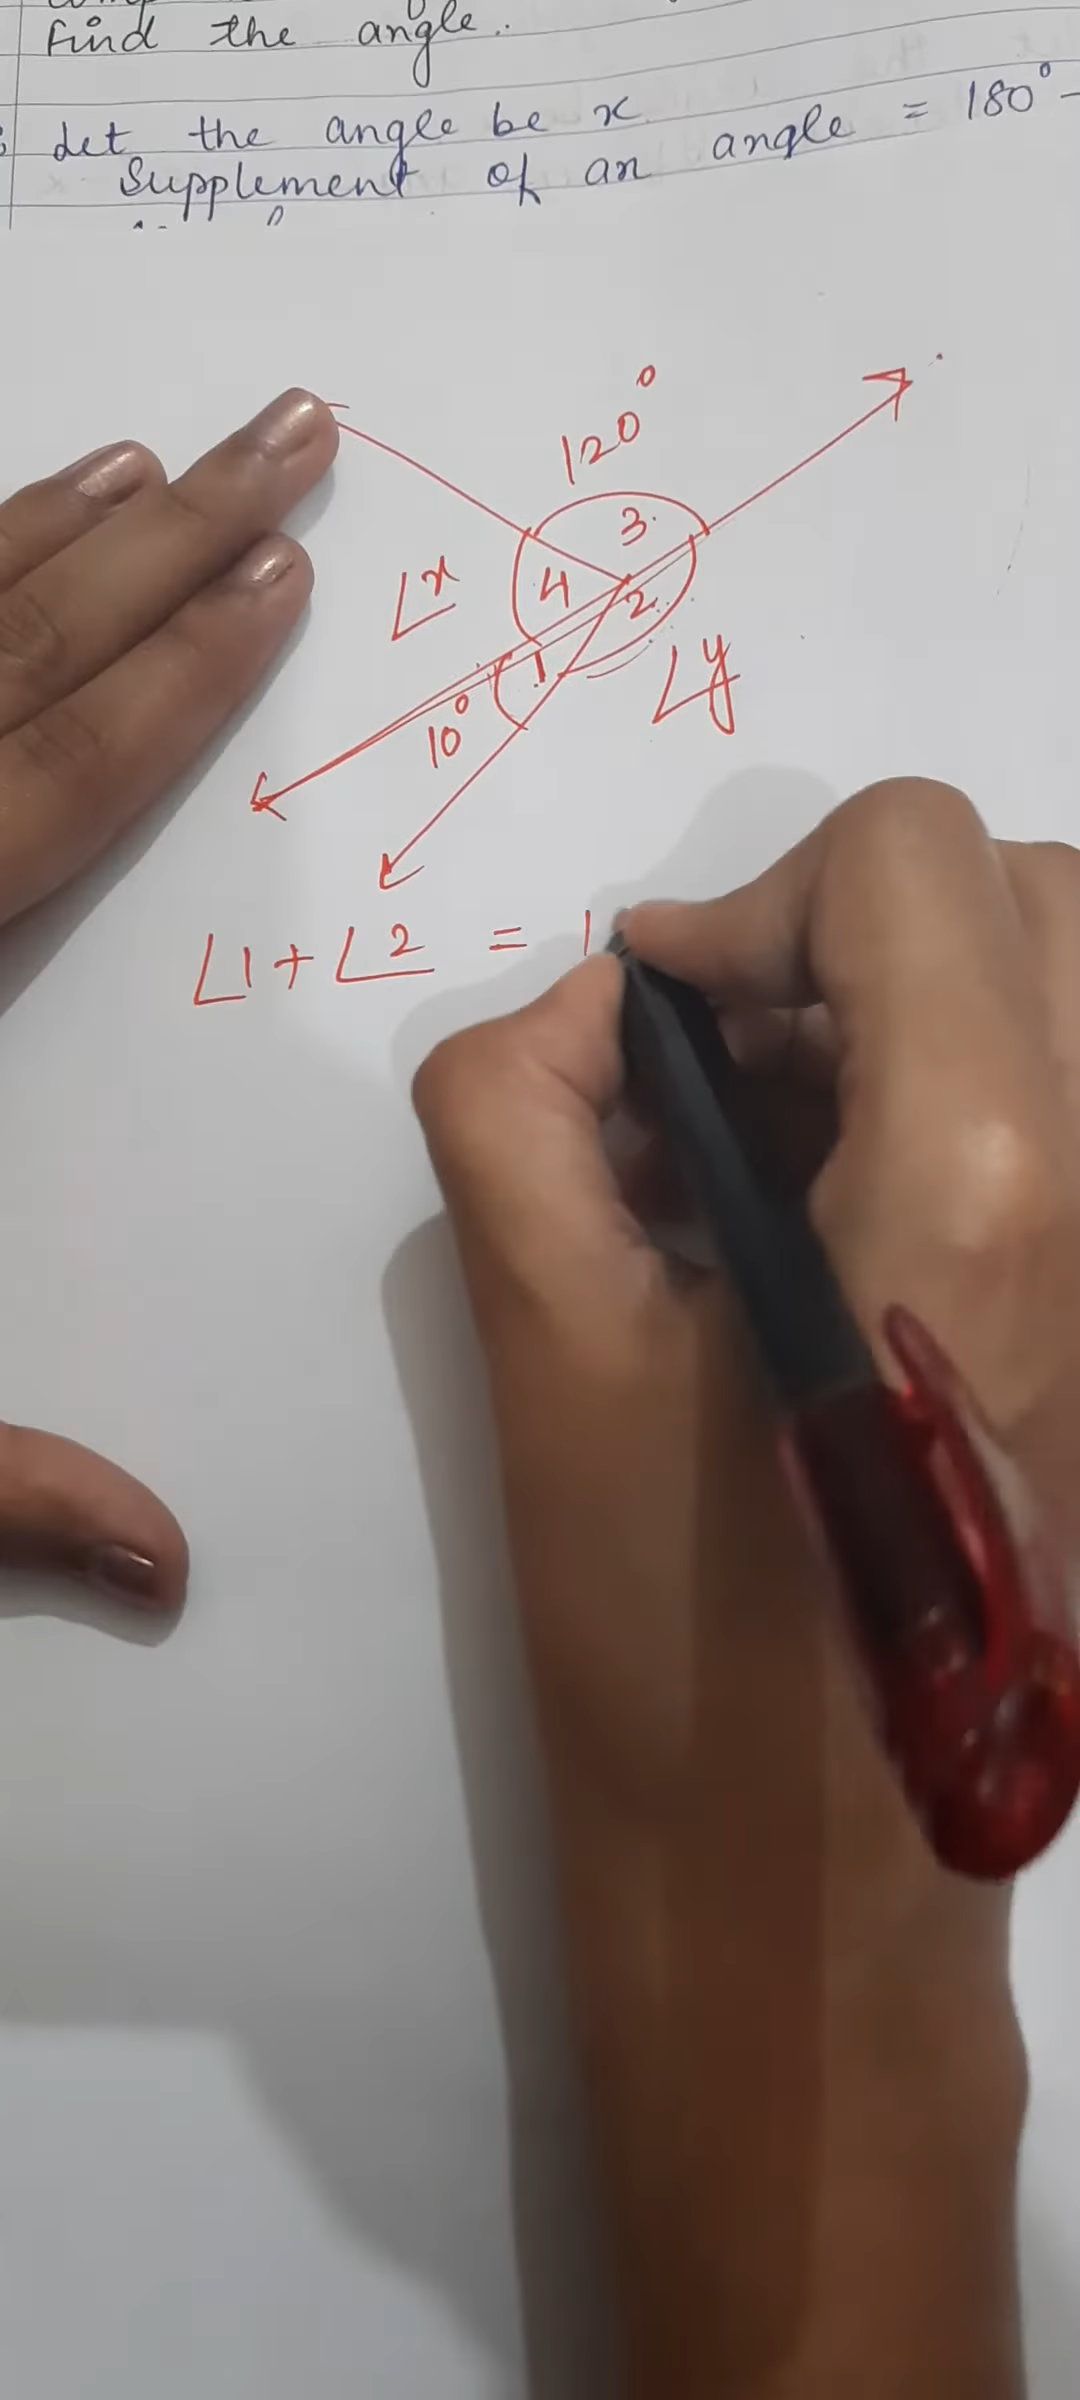 Find the angle.
Let the angle be x
Supplement of an angle = 180° -
120°
3
∠x
4
2
1
∠y
10°
∠1 + ∠2 = 1